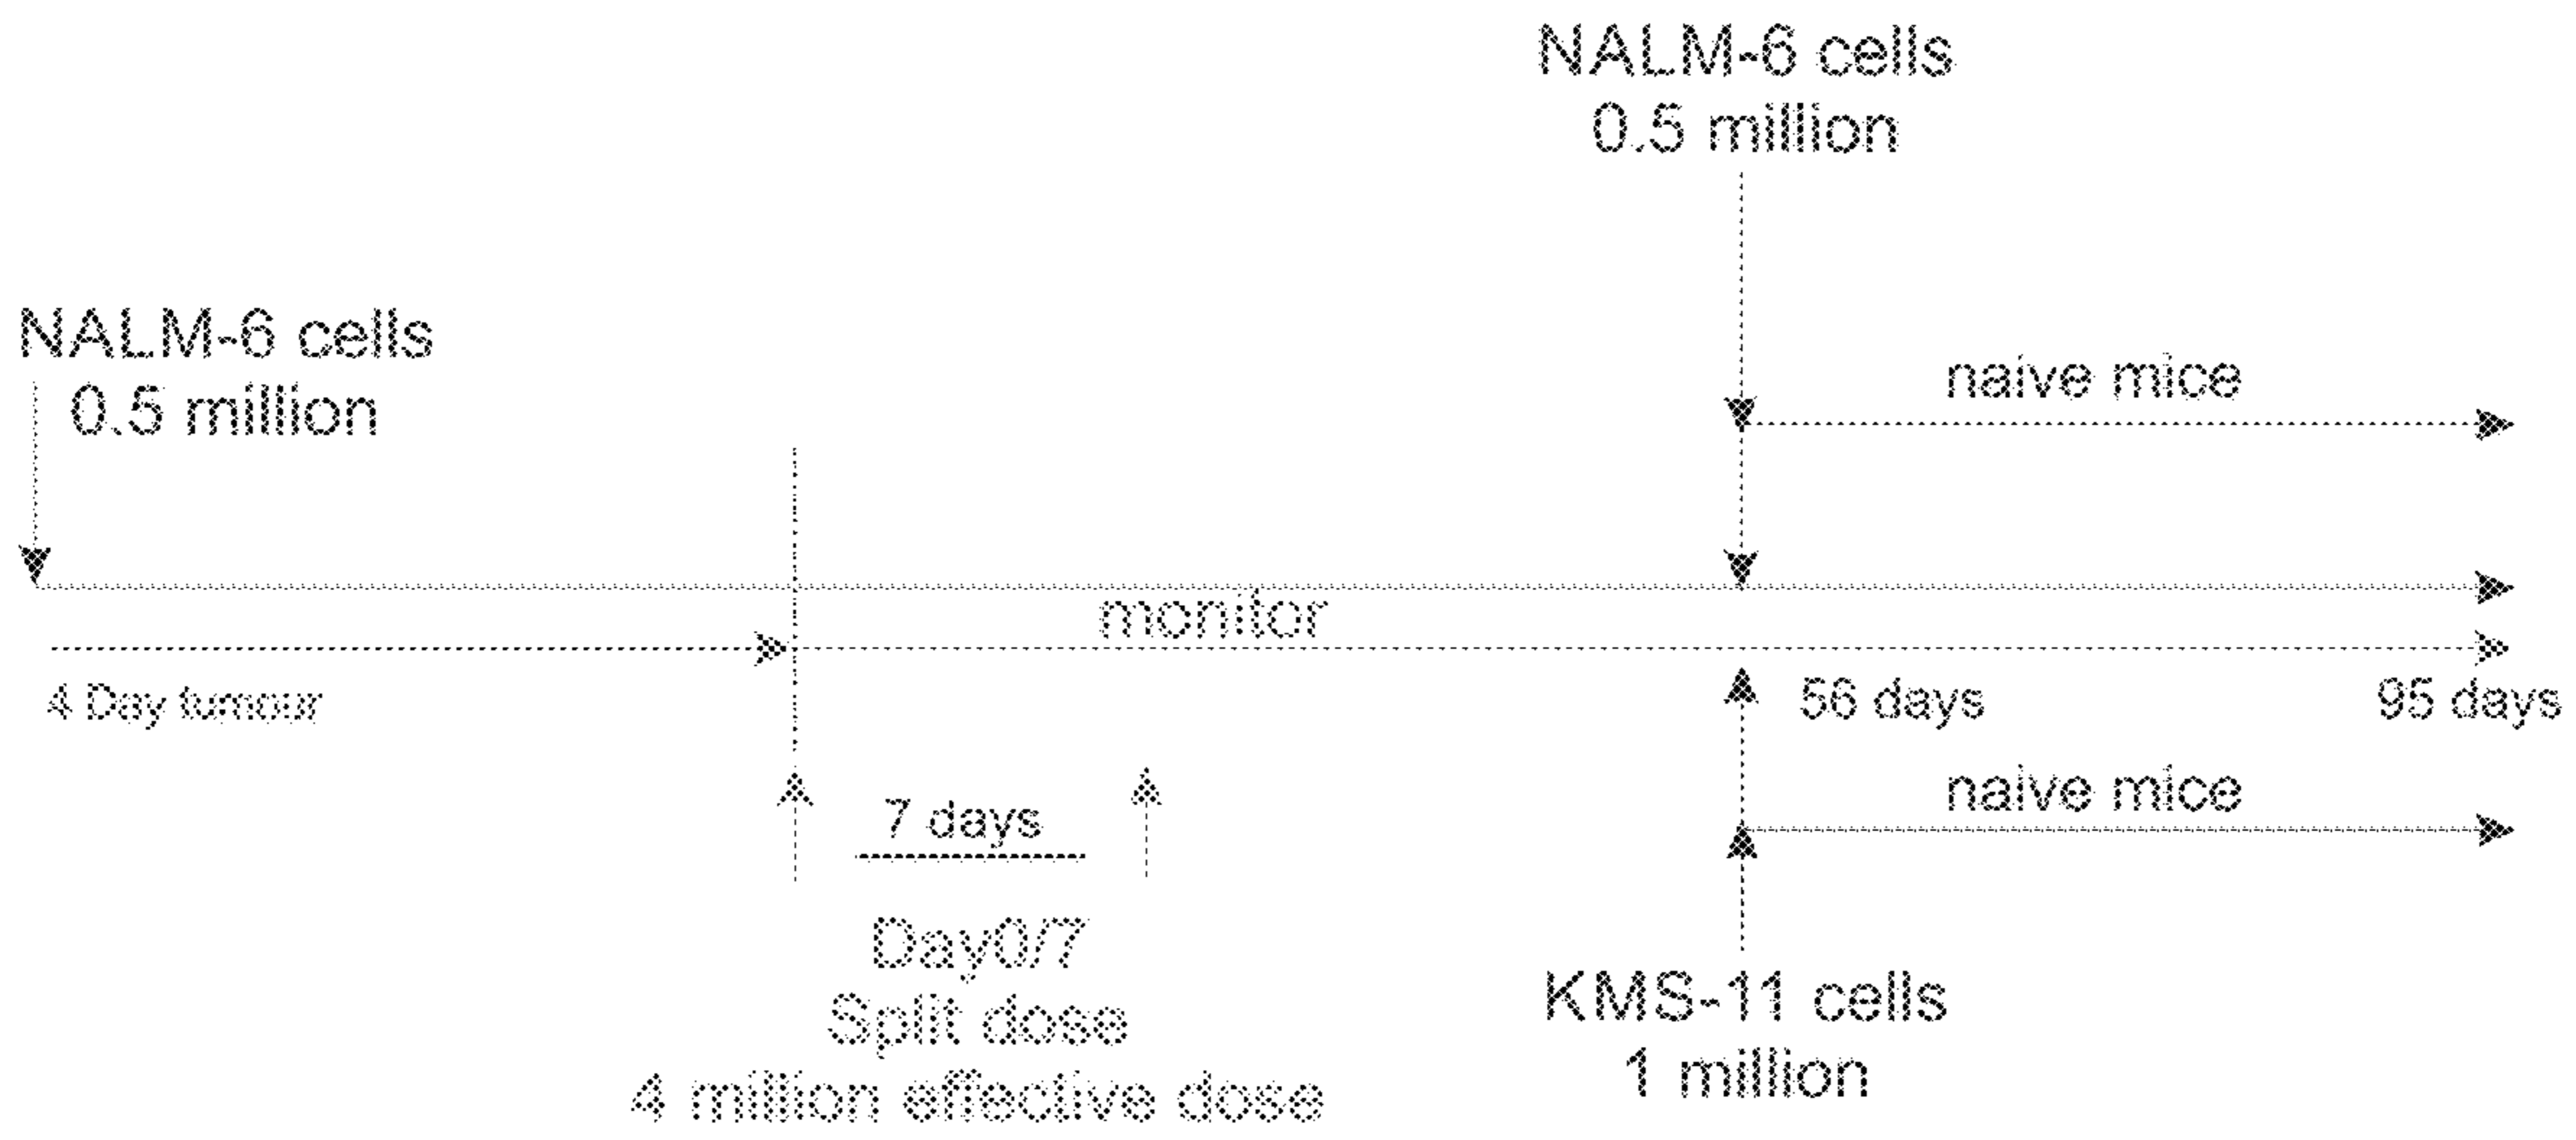 NALM-6 cells
0.5 million
NALM-6 cells
0.5 million
naive mice
monitor
4 Day tumour
56 days
95 days
7 days
naive mice
Day0/7
Split dose
4 million effective dose
KMS-11 cells
1 million